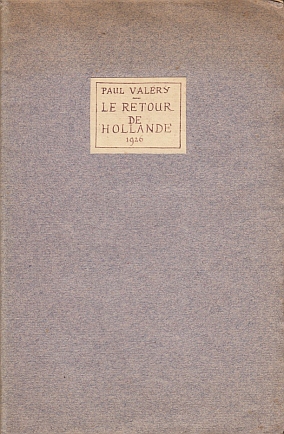 PAUL VALERY
LE RETOUR
DE
HOLLANDE
1926